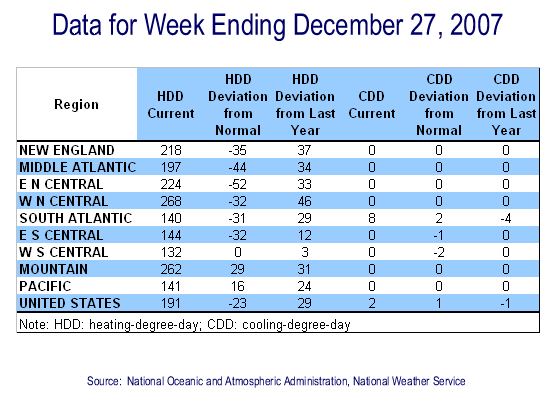 Data for Week Ending December 27, 2007
Region HDD Current HDD Deviation from Normal HDD Deviation from Last Year CDD Current CDD Deviation from Normal CDD Deviation from Last Year
NEW ENGLAND 218 -35 37 0 0 0
MIDDLE ATLANTIC 197 -44 34 0 0 0
E N CENTRAL 224 -52 33 0 0 0
W N CENTRAL 268 -32 46 0 0 0
SOUTH ATLANTIC 140 -31 29 8 2 -4
E S CENTRAL 144 -32 12 0 -1 0
W S CENTRAL 132 0 3 0 -2 0
MOUNTAIN 262 29 31 0 0 0
PACIFIC 141 16 24 0 0 0
UNITED STATES 191 -23 29 2 1 -1
Note: HDD: heating-degree-day; CDD: cooling-degree-day
Source: National Oceanic and Atmospheric Administration, National Weather Service